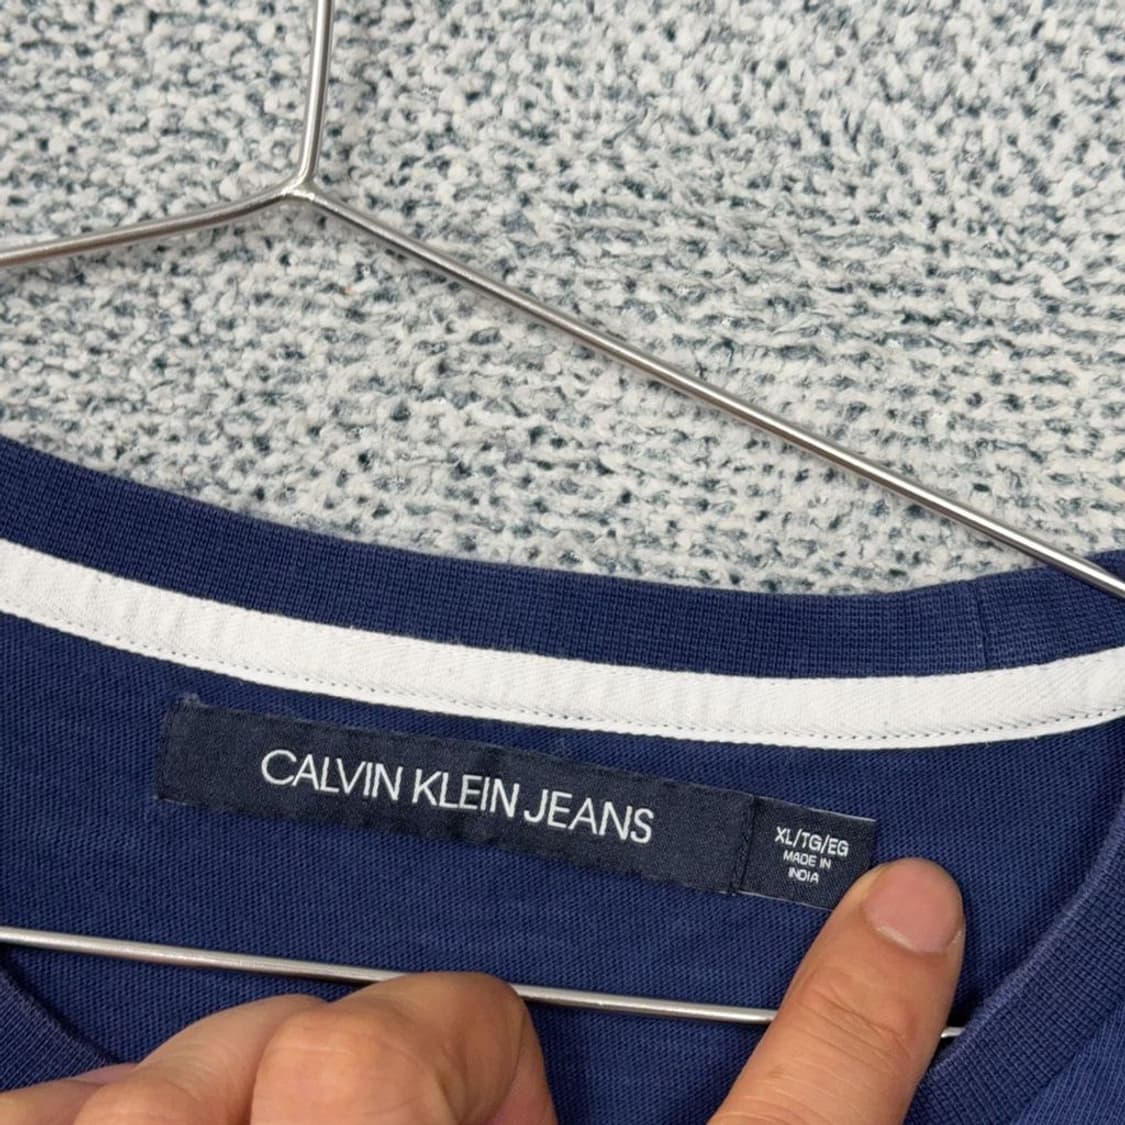 CALVIN KLEIN JEANS
XL/TG/EG
MADE IN
INDIA